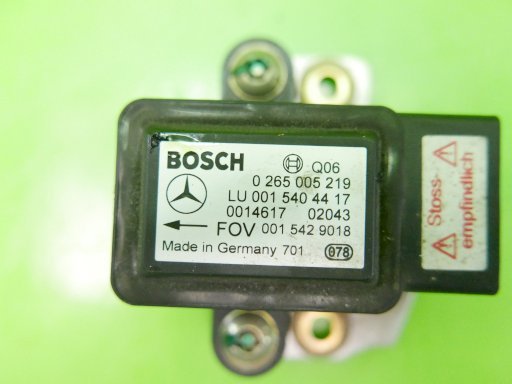 BOSCH Q06
0 265 005 219
LU 001 540 44 17
0014617 02043
FOV 001 542 9018
Made in Germany 701 078
Stoss-
empfindlich